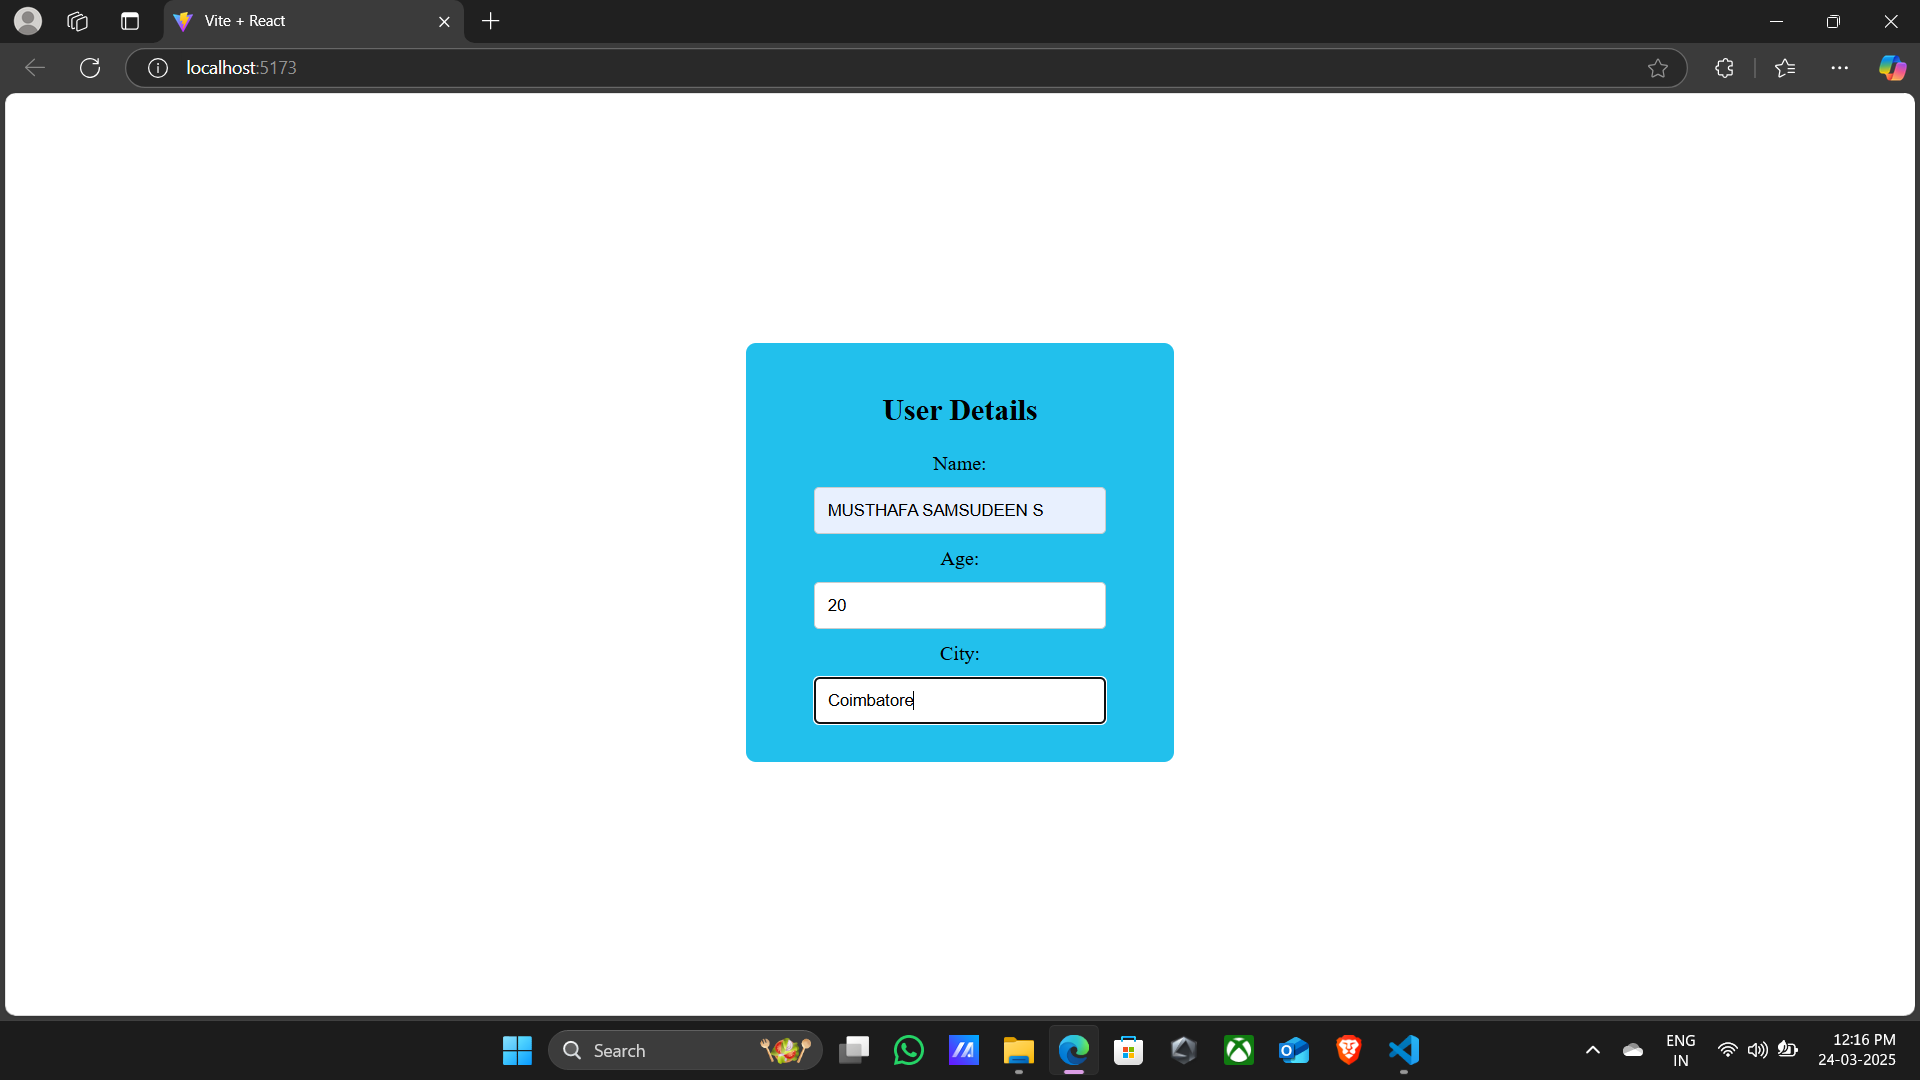 Vite + React
localhost:5173
User Details
Name:
MUSTHAFA SAMSUDEEN S
Age:
20
City:
Coimbatore
Search
ENG
IN
12:16 PM
24-03-2025